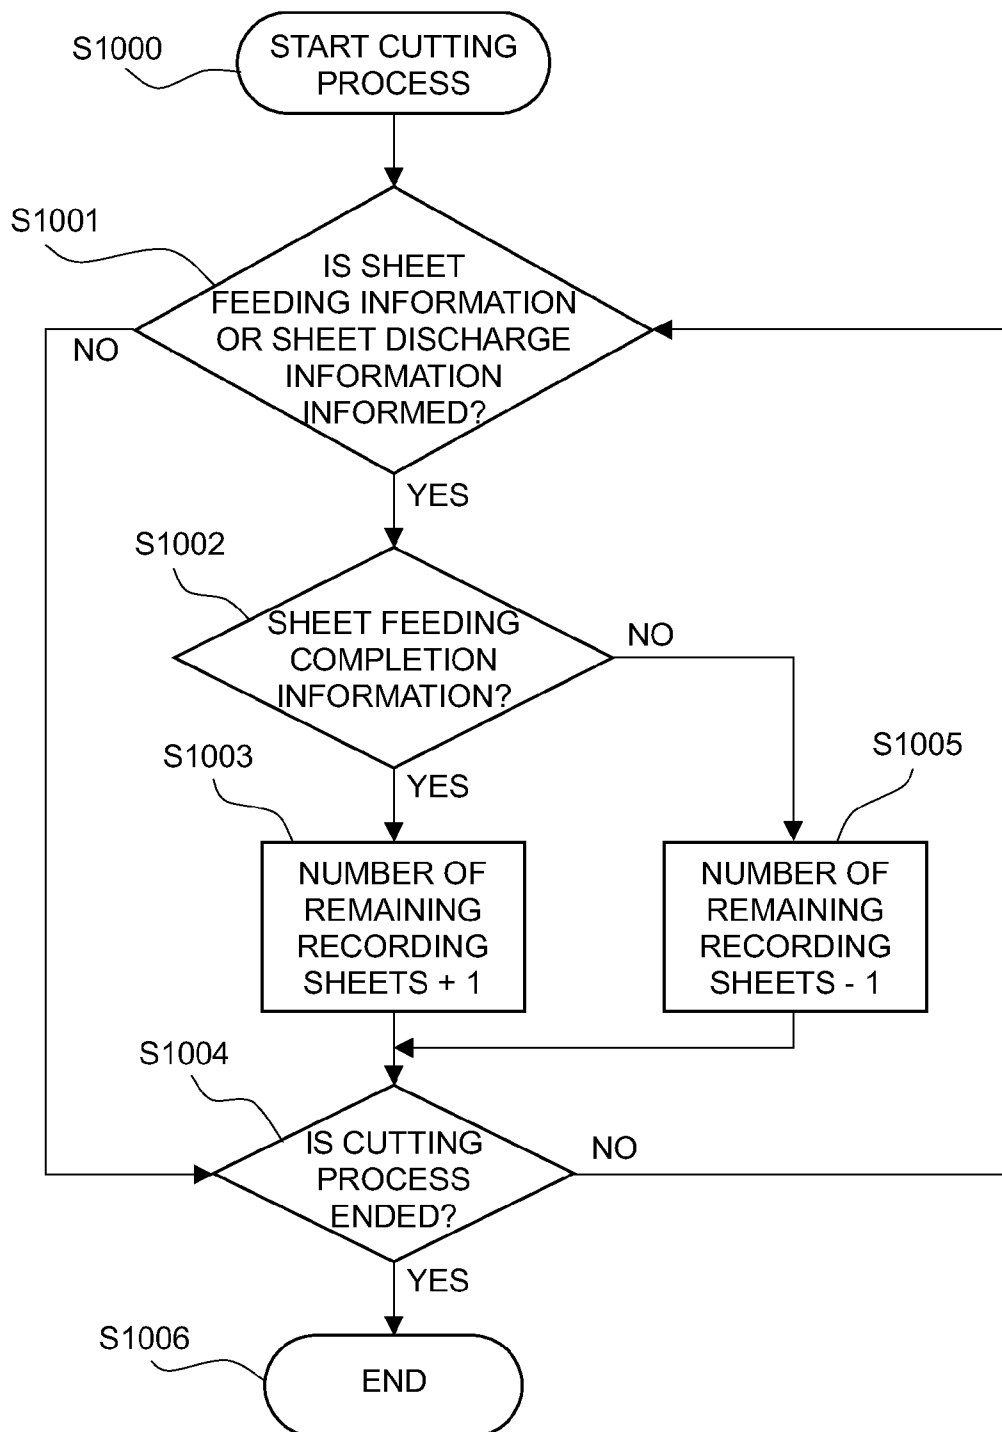 S1000
START CUTTING
PROCESS
S1001
IS SHEET
FEEDING INFORMATION
OR SHEET DISCHARGE
INFORMATION
INFORMED?
NO
YES
S1002
SHEET FEEDING
COMPLETION
INFORMATION?
NO
YES
S1003
NUMBER OF
REMAINING
RECORDING
SHEETS + 1
S1005
NUMBER OF
REMAINING
RECORDING
SHEETS - 1
S1004
IS CUTTING
PROCESS
ENDED?
NO
YES
S1006
END